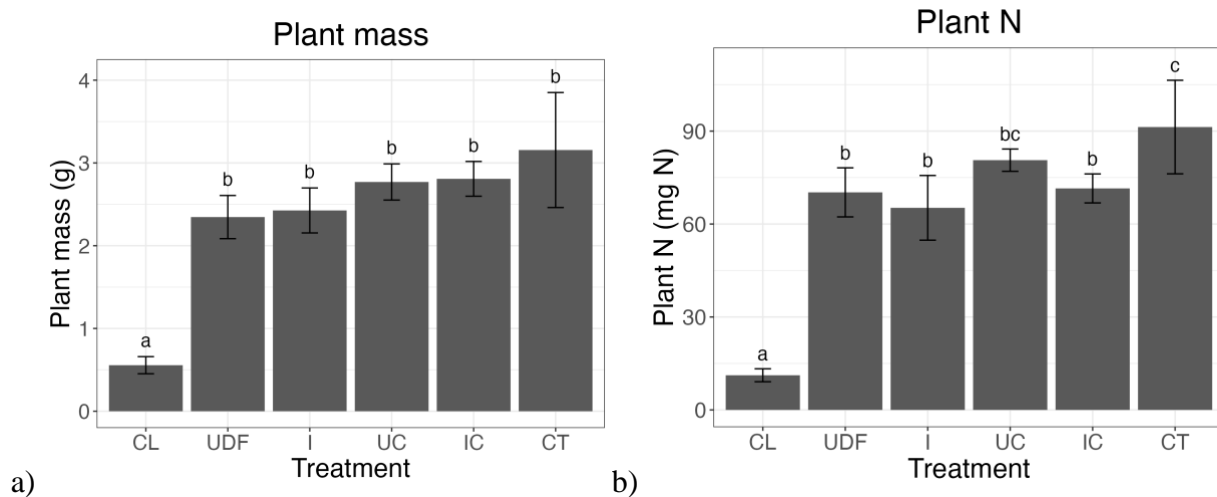 Plant mass
Plant mass (g)
4
3
2
1
0
a
b
b
b
b
b
CL UDF I UC IC CT
Treatment
a)
Plant N
Plant N (mg N)
90
60
30
0
a
b
b
bc
b
c
CL UDF I UC IC CT
Treatment
b)